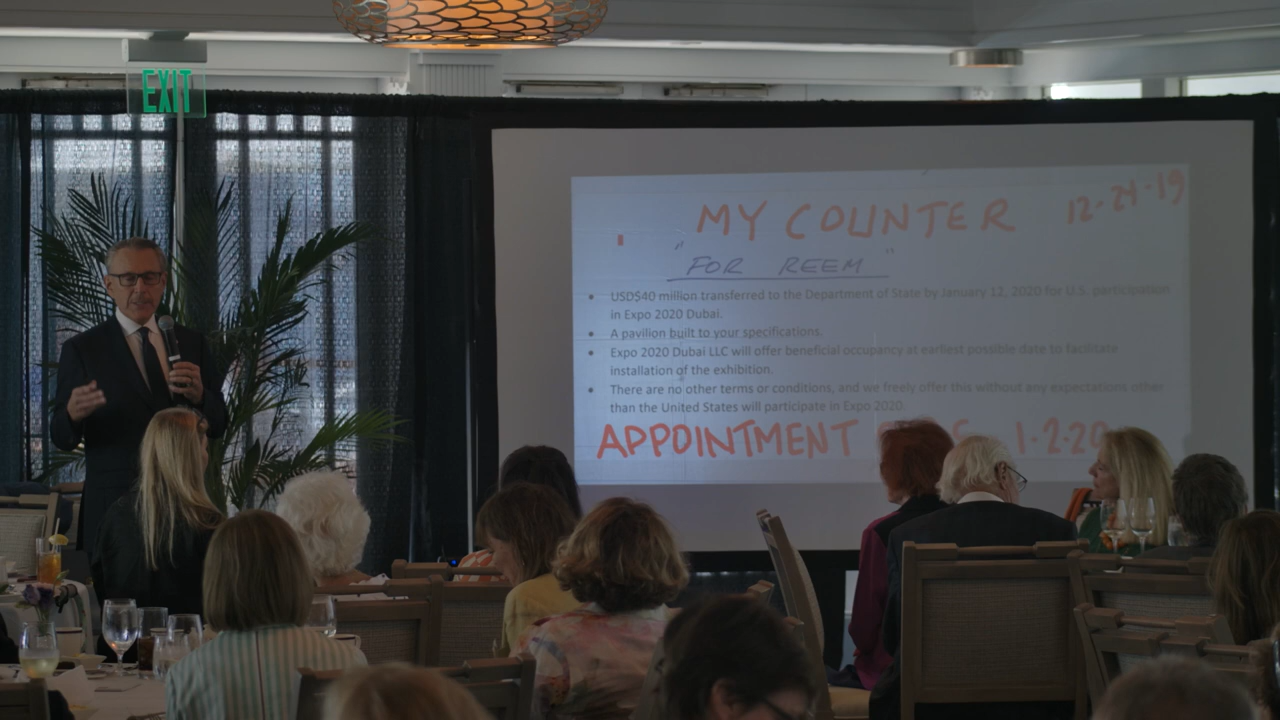 EXIT
MY COUNTER 12-24-19
"FOR REEM"
• USD$40 million transferred to the Department of State by January 12, 2020 for U.S. participation
in Expo 2020 Dubai.
• A pavilion built to your specifications.
• Expo 2020 Dubai LLC will offer beneficial occupancy at earliest possible date to facilitate
installation of the exhibition.
• There are no other terms or conditions, and we freely offer this without any expectations other
than the United States will participate in Expo 2020.
APPOINTMENT 1-2-20